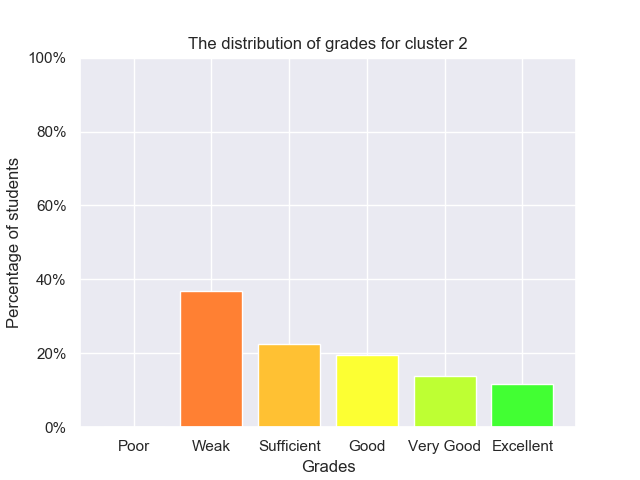 The distribution of grades for cluster 2
100%
80%
60%
40%
20%
0%
Percentage of students
Poor Weak Sufficient Good Very Good Excellent
Grades